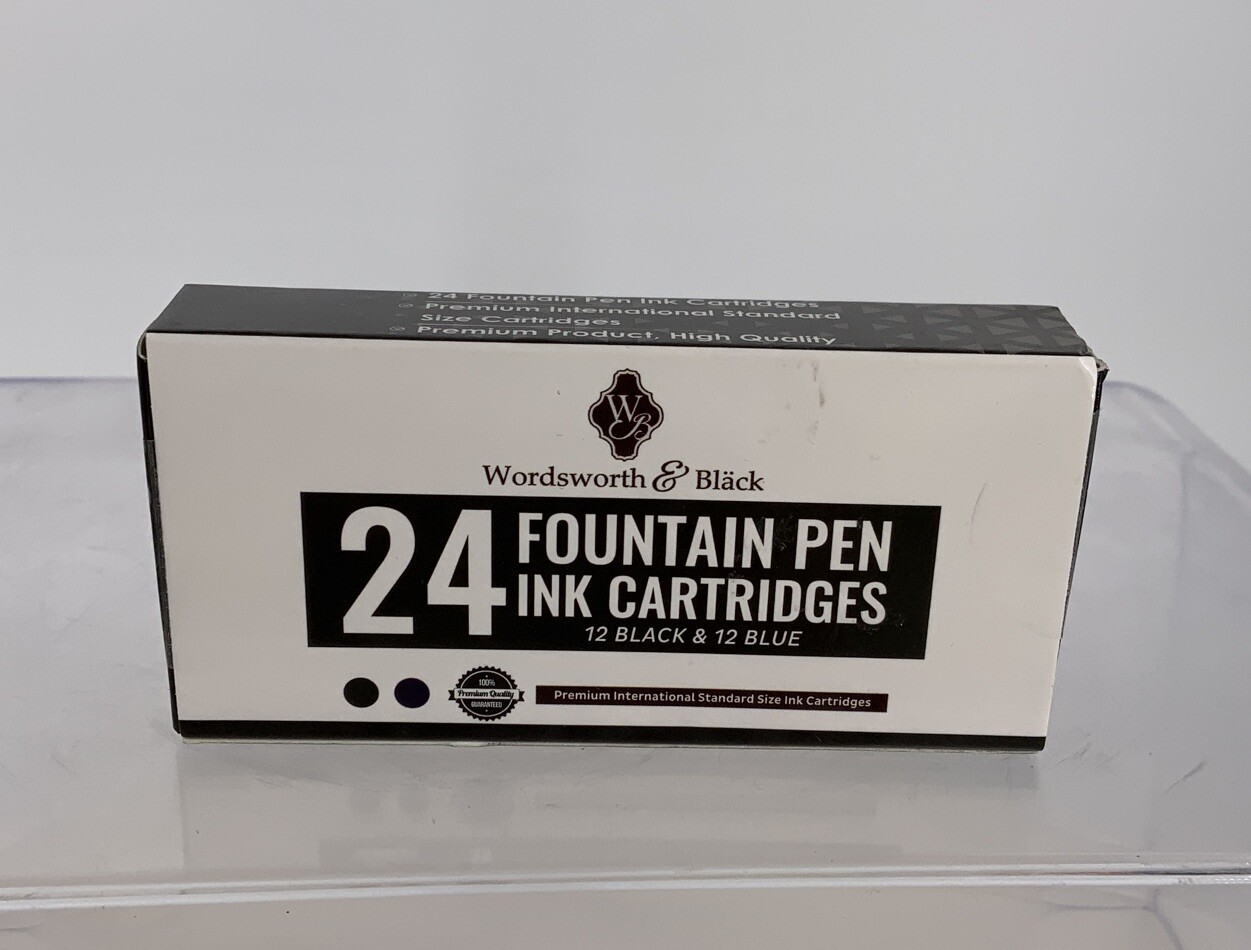 24 Fountain Pen Ink Cartridges
Premium International Standard
Size Cartridges
Premium Product, High Quality
WB
Wordsworth & Bläck
24 FOUNTAIN PEN
INK CARTRIDGES
12 BLACK & 12 BLUE
100%
Premium Quality
GUARANTEED
Premium International Standard Size Ink Cartridges